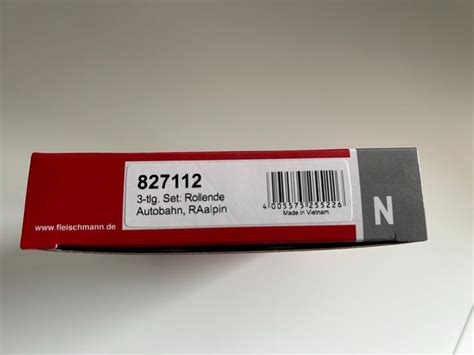 827112
3-tlg. Set: Rollende
Autobahn, RAalpin
4 005575 255226
Made in Vietnam
www.fleischmann.de
N